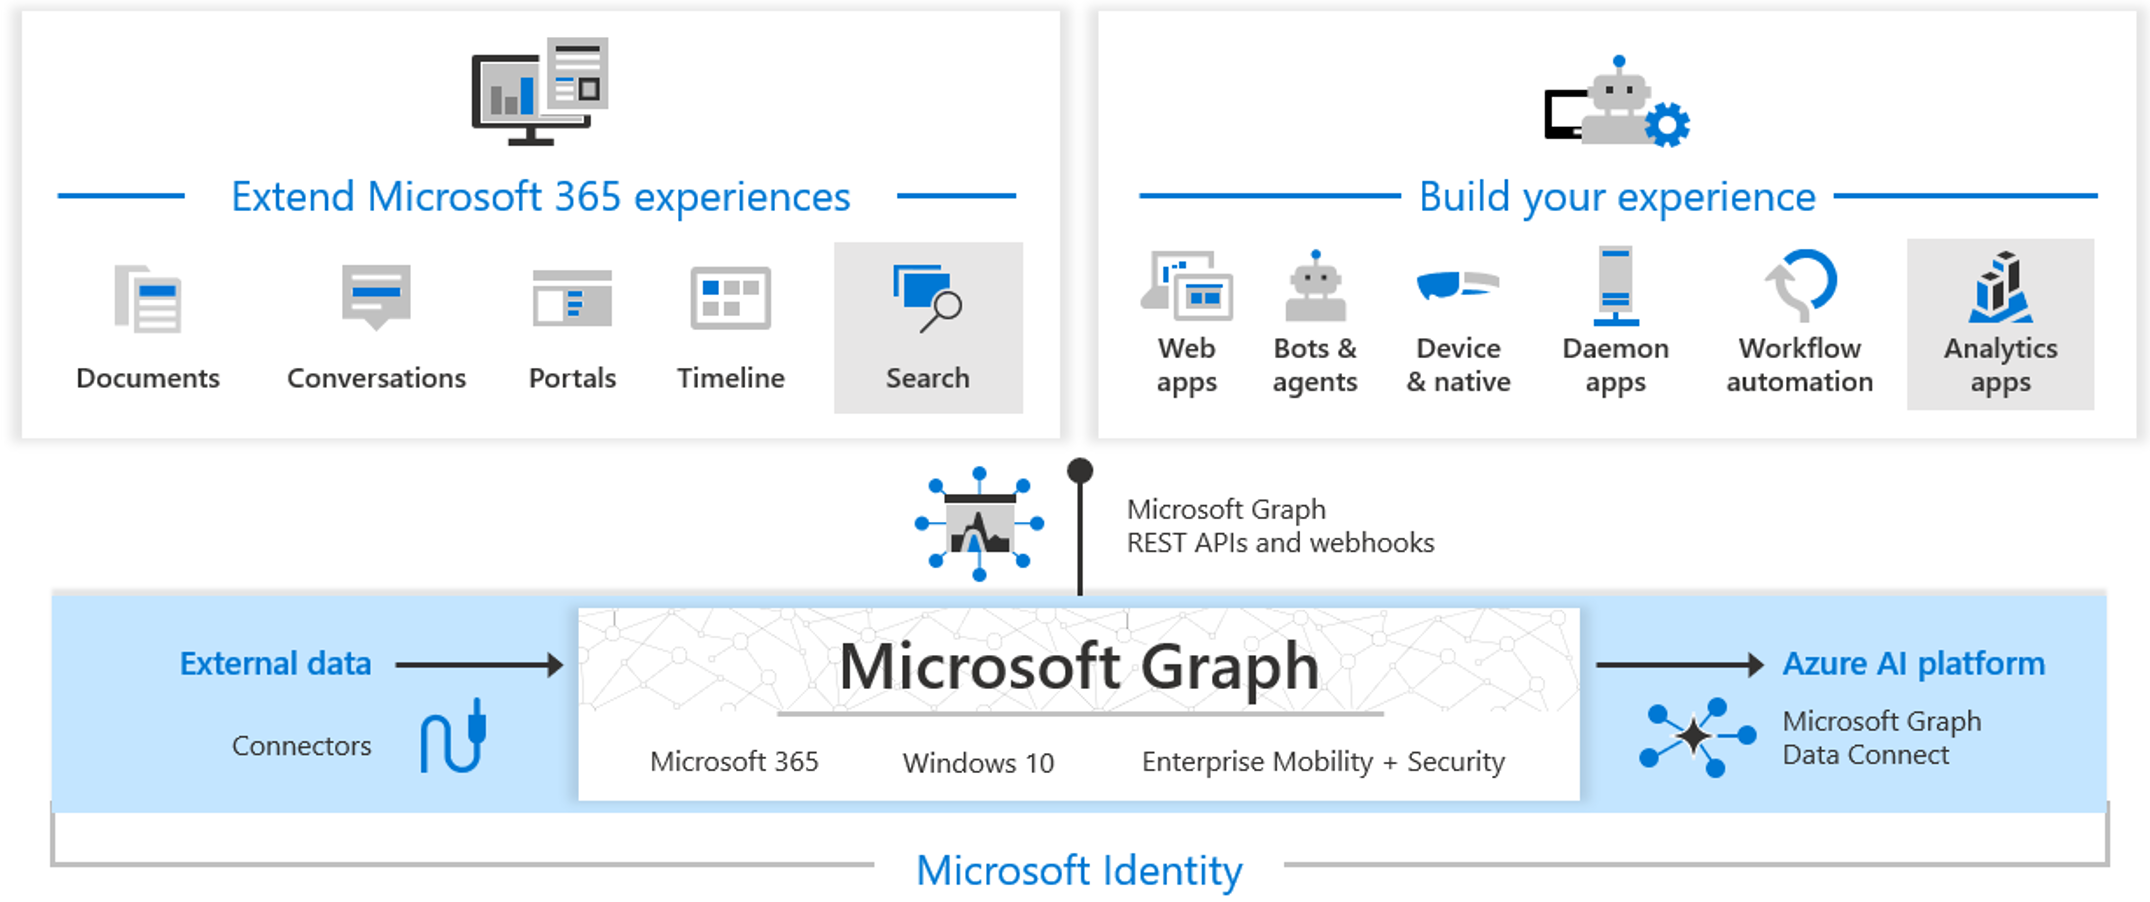 Extend Microsoft 365 experiences
Documents
Conversations
Portals
Timeline
Search
Build your experience
Web
apps
Bots &
agents
Device
& native
Daemon
apps
Workflow
automation
Analytics
apps
Microsoft Graph
REST APIs and webhooks
External data
Connectors
Microsoft Graph
Microsoft 365
Windows 10
Enterprise Mobility + Security
Azure AI platform
Microsoft Graph
Data Connect
Microsoft Identity